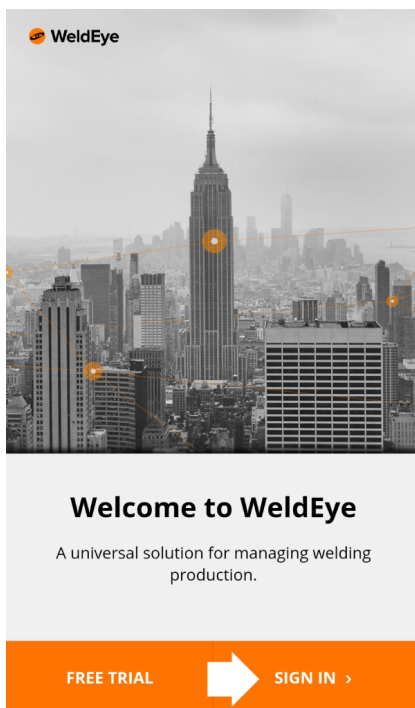 WeldEye
Welcome to WeldEye
A universal solution for managing welding
production.
FREE TRIAL
SIGN IN ›